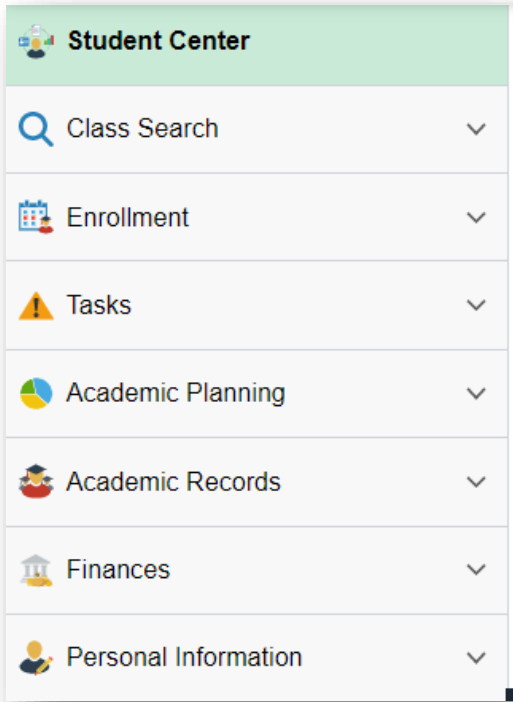 Student Center
Class Search
Enrollment
Tasks
Academic Planning
Academic Records
Finances
Personal Information